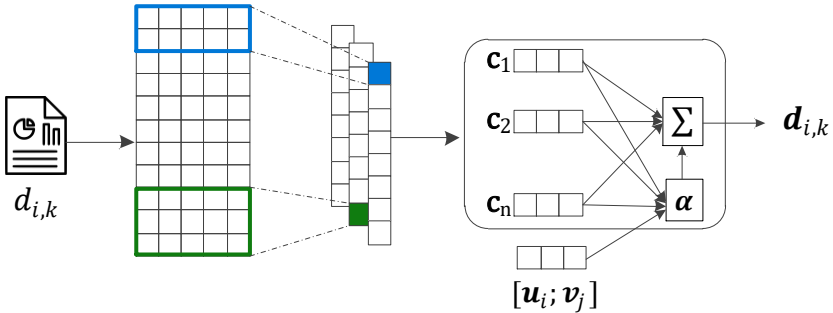 d_{i,k}
c_1
c_2
c_n
Σ
α
d_{i,k}
[u_i; v_j]